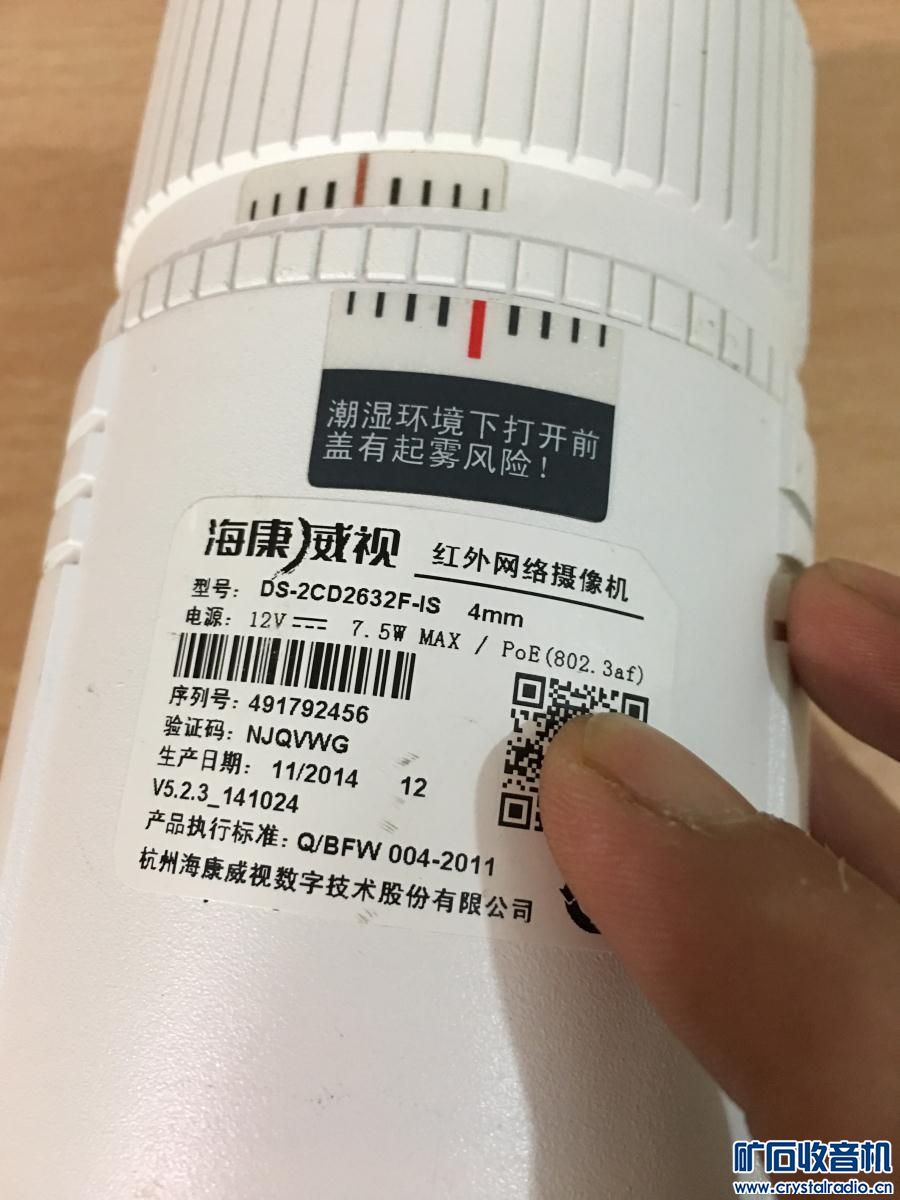 潮湿环境下打开前
盖有起雾风险!
海康威视 红外网络摄像机
型号: DS-2CD2632F-IS 4mm
电源: 12V 7.5W MAX / PoE(802.3af)
序列号: 491792456
验证码: NJQVWG
生产日期: 11/2014 12
V5.2.3_141024
产品执行标准: Q/BFW 004-2011
杭州海康威视数字技术股份有限公司
矿石收音机
www.crystalradio.cn